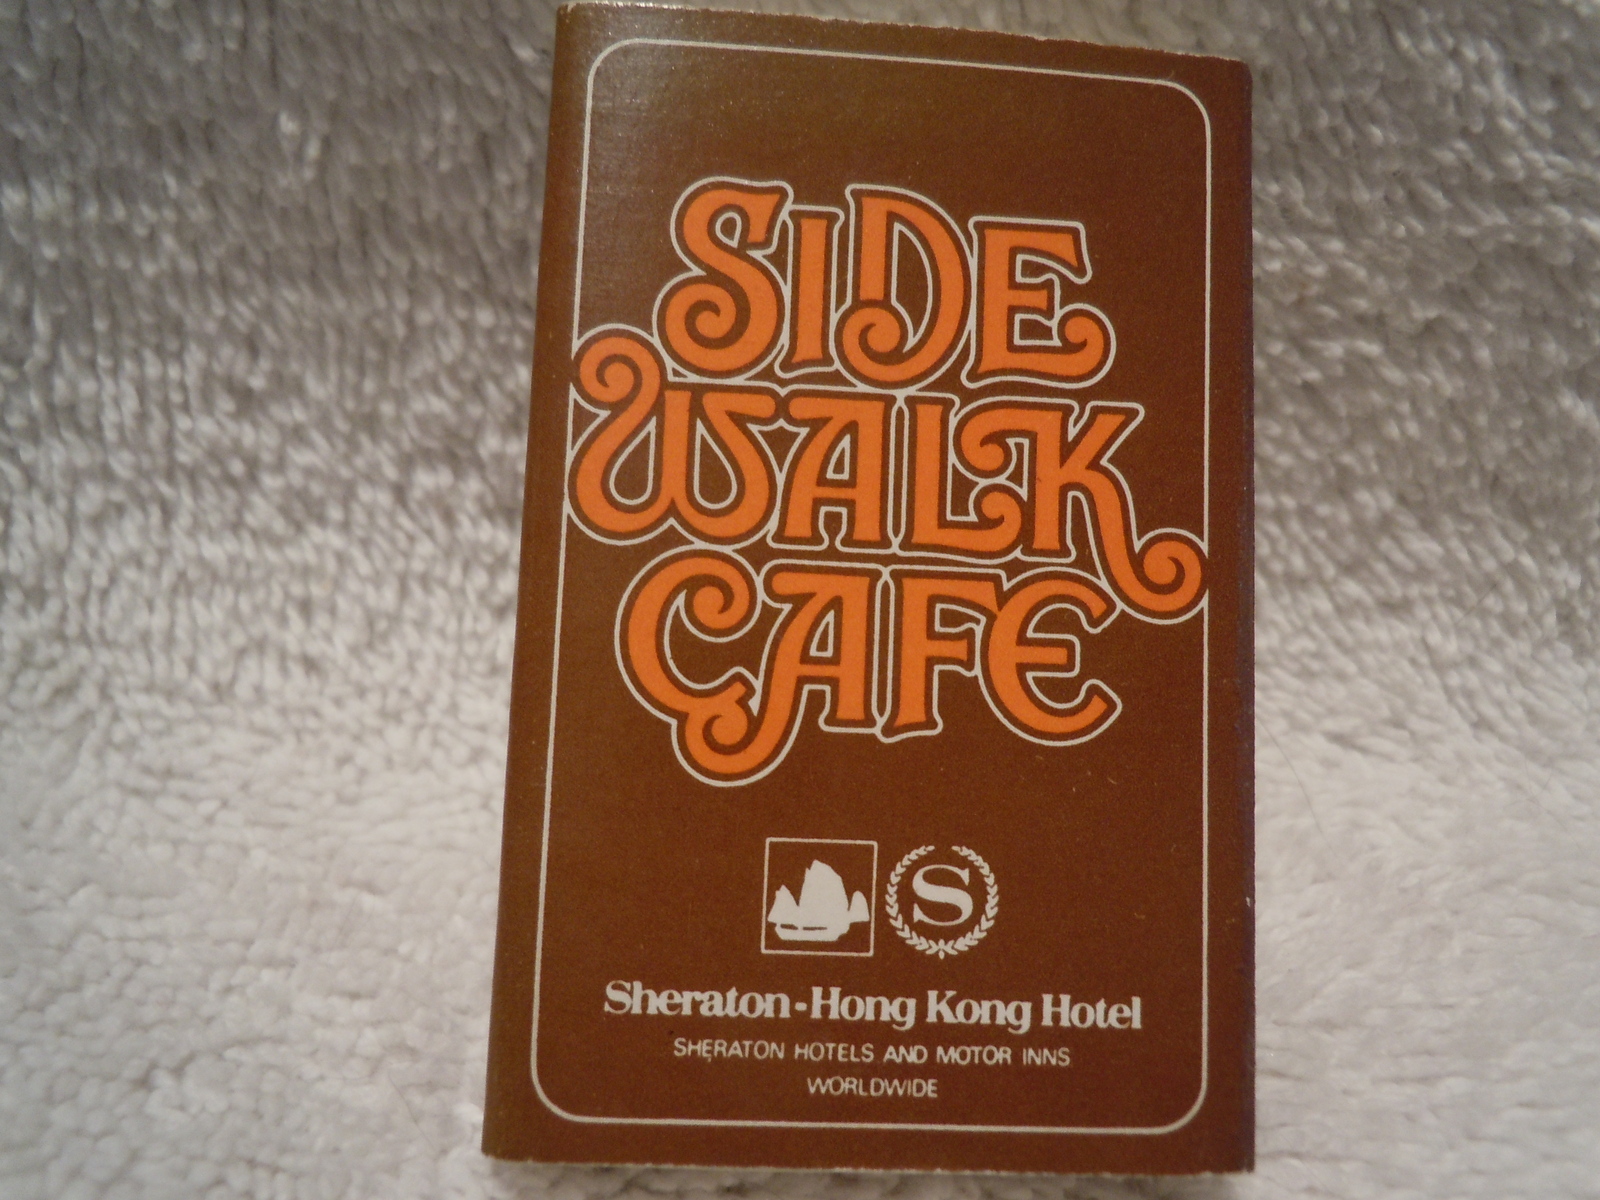 SIDE
WALK
CAFE
S
Sheraton-Hong Kong Hotel
SHERATON HOTELS AND MOTOR INNS
WORLDWIDE